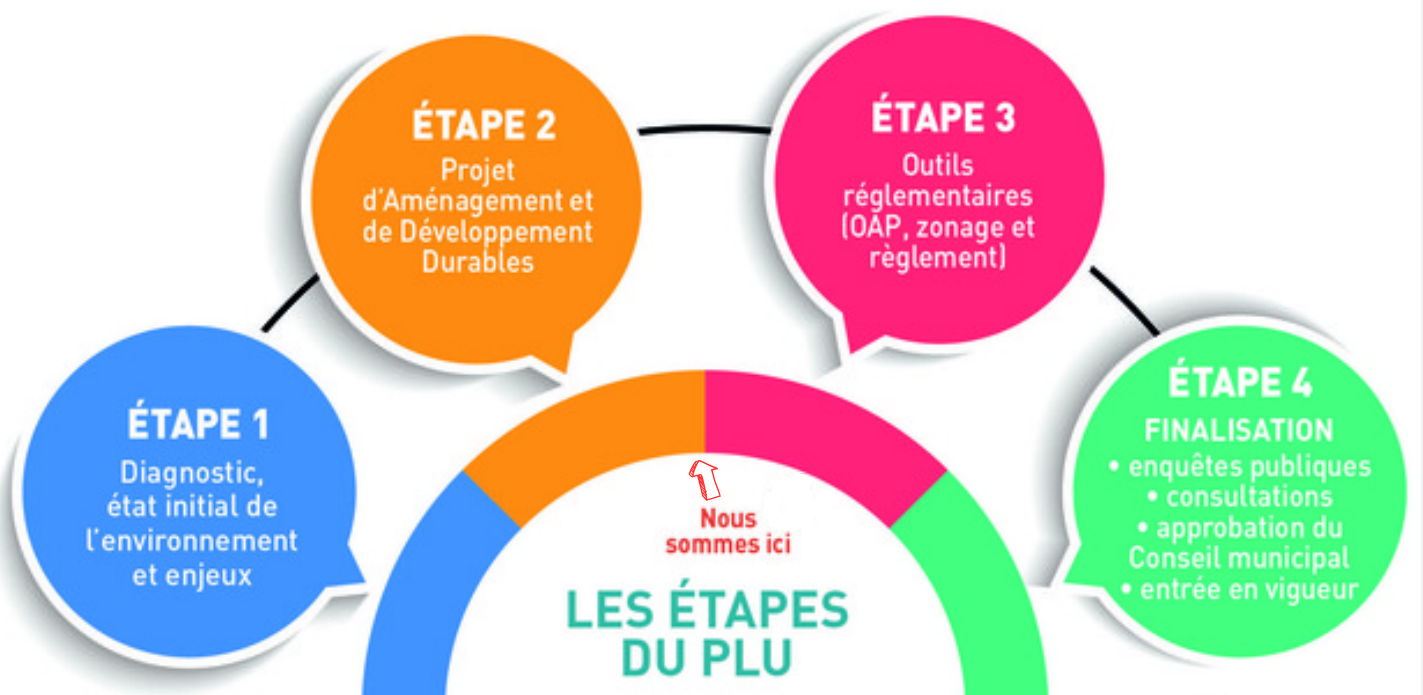 ÉTAPE 1
Diagnostic,
état initial de
l'environnement
et enjeux
ÉTAPE 2
Projet
d'Aménagement et
de Développement
Durables
ÉTAPE 3
Outils
réglementaires
(OAP, zonage et
règlement)
ÉTAPE 4
FINALISATION
• enquêtes publiques
• consultations
• approbation du
Conseil municipal
• entrée en vigueur
Nous
sommes ici
LES ÉTAPES
DU PLU